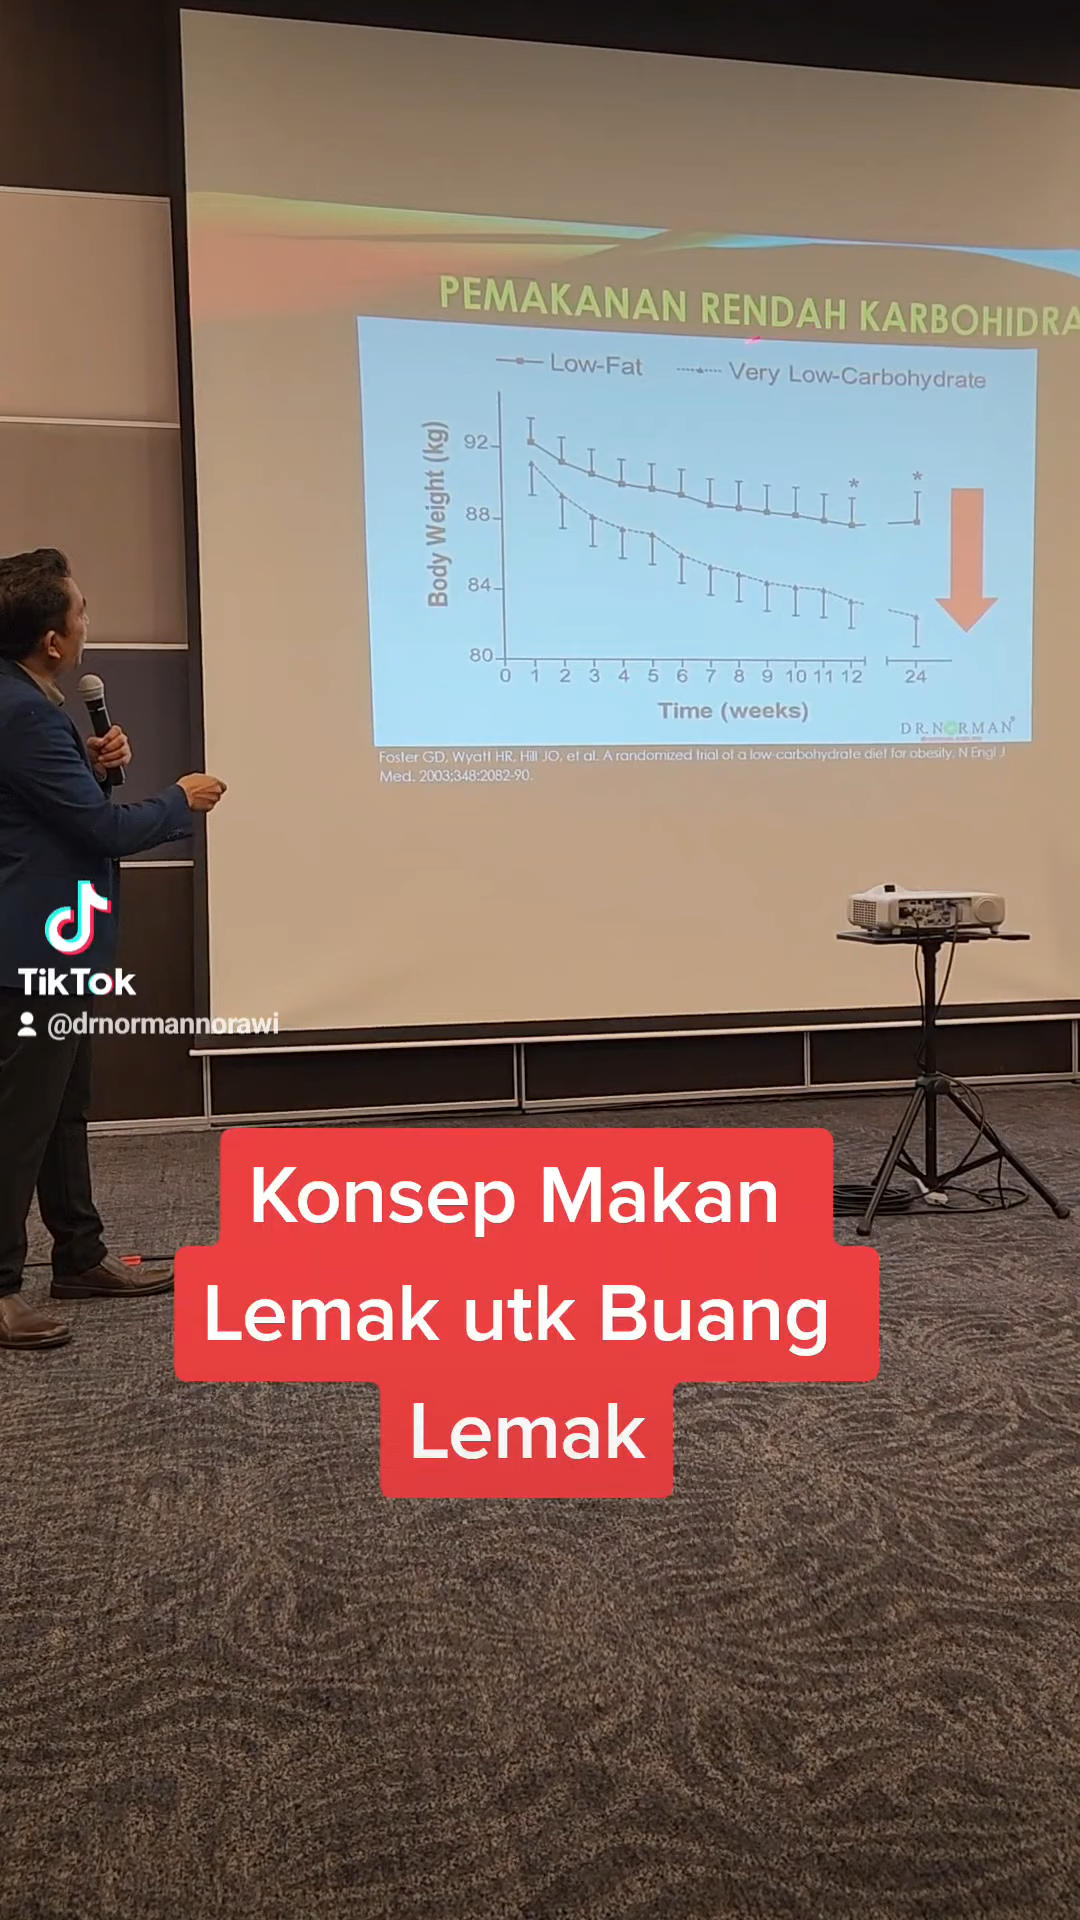 PEMAKANAN RENDAH KARBOHIDRA
Low-Fat
Very Low-Carbohydrate
Body Weight (kg)
92
88
84
80
0 1 2 3 4 5 6 7 8 9 10 11 12 24
* *
Time (weeks)
DR. NORMAN®
Foster GD, Wyatt HR, Hill JO, et al. A randomized trial of a low-carbohydrate diet for obesity. N Engl J
Med. 2003;348:2082-90.
TikTok
@drnormannorawi
Konsep Makan
Lemak utk Buang
Lemak